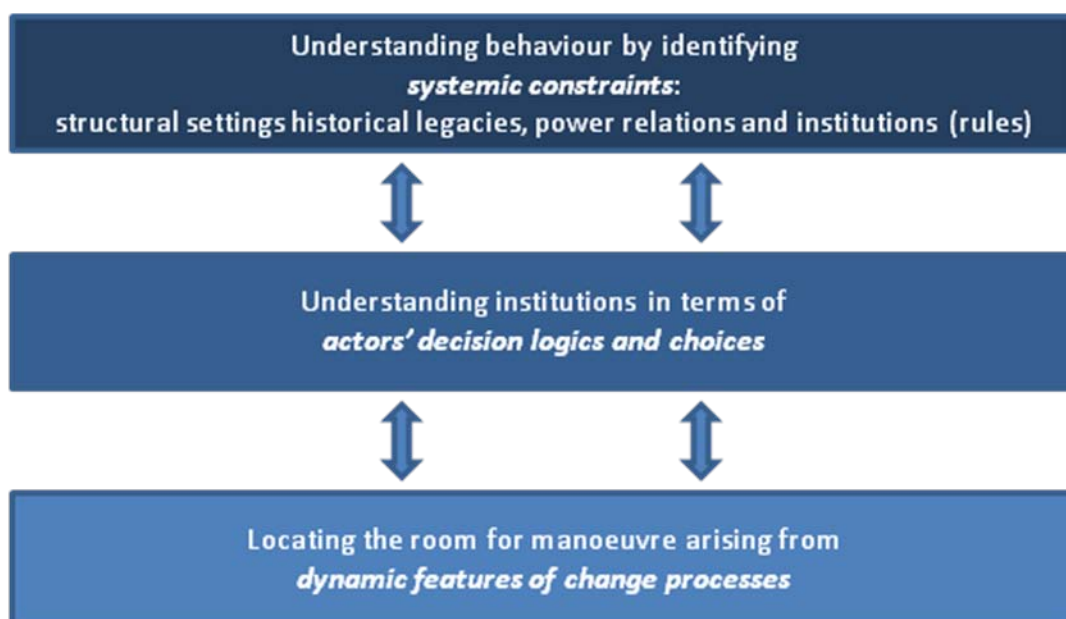 Understanding behaviour by identifying
systemic constraints:
structural settings historical legacies, power relations and institutions (rules)
Understanding institutions in terms of
actors' decision logics and choices
Locating the room for manoeuvre arising from
dynamic features of change processes